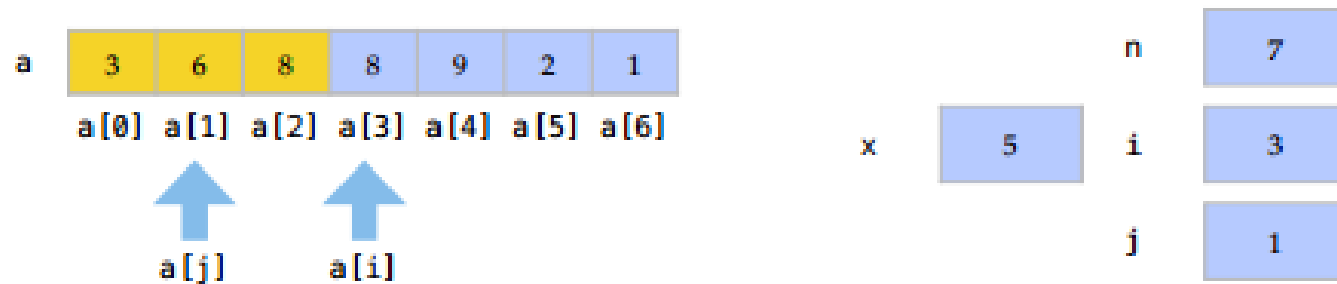 a 3 6 8 8 9 2 1
a[0] a[1] a[2] a[3] a[4] a[5] a[6]
a[j] a[i]
n 7
x 5 i 3
j 1